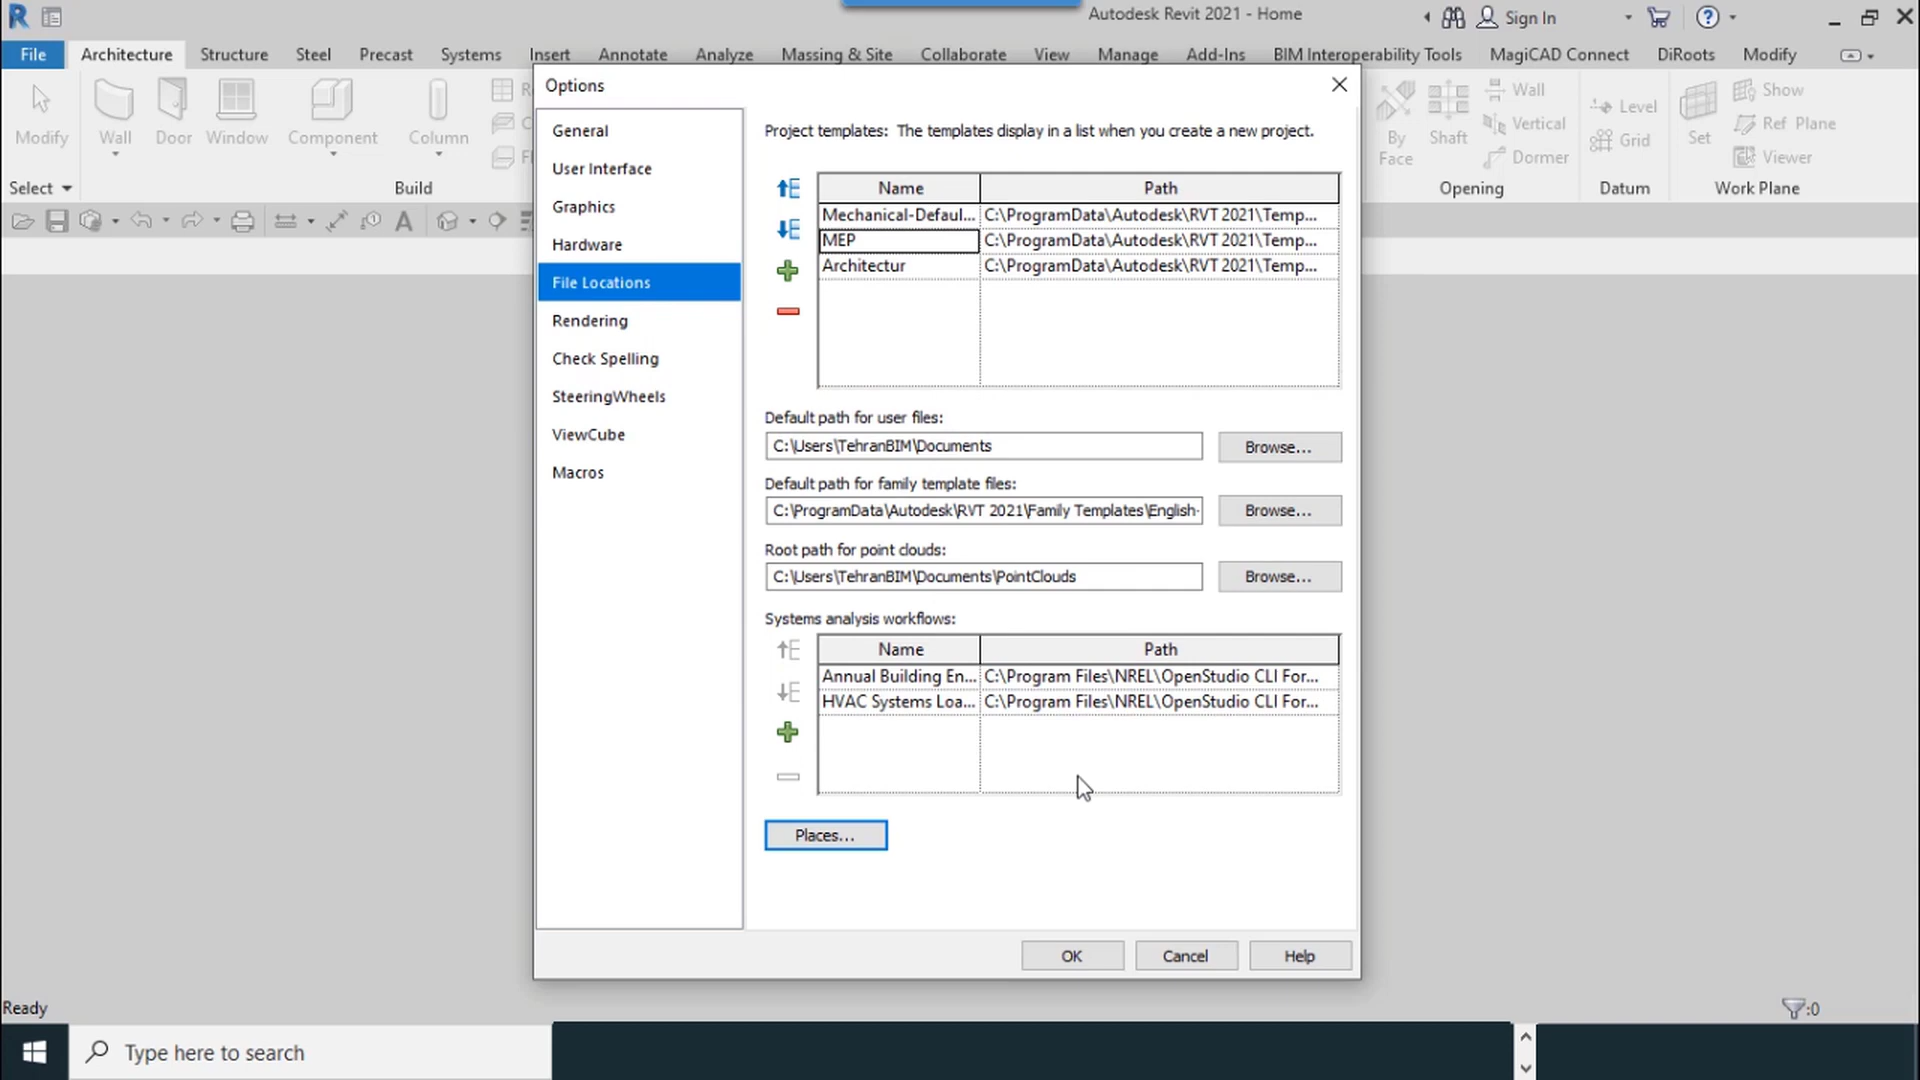 Autodesk Revit 2021 - Home
Sign In
File
Architecture
Structure
Steel
Precast
Systems
Insert
Annotate
Analyze
Massing & Site
Collaborate
View
Manage
Add-Ins
BIM Interoperability Tools
MagiCAD Connect
DiRoots
Modify
Modify
Wall
Door
Window
Component
Column
By
Face
Shaft
Wall
Vertical
Dormer
Level
Grid
Set
Show
Ref Plane
Viewer
Select
Build
Opening
Datum
Work Plane
Options
General
User Interface
Graphics
Hardware
File Locations
Rendering
Check Spelling
SteeringWheels
ViewCube
Macros
Project templates: The templates display in a list when you create a new project.
Name Path
Mechanical-Defaul... C:\ProgramData\Autodesk\RVT 2021\Temp...
MEP C:\ProgramData\Autodesk\RVT 2021\Temp...
Architectur C:\ProgramData\Autodesk\RVT 2021\Temp...
Default path for user files:
C:\Users\TehranBIM\Documents
Browse...
Default path for family template files:
C:\ProgramData\Autodesk\RVT 2021\Family Templates\English-
Browse...
Root path for point clouds:
C:\Users\TehranBIM\Documents\PointClouds
Browse...
Systems analysis workflows:
Name Path
Annual Building En... C:\Program Files\NREL\OpenStudio CLI For...
HVAC Systems Loa... C:\Program Files\NREL\OpenStudio CLI For...
Places...
OK
Cancel
Help
Ready
:0
Type here to search